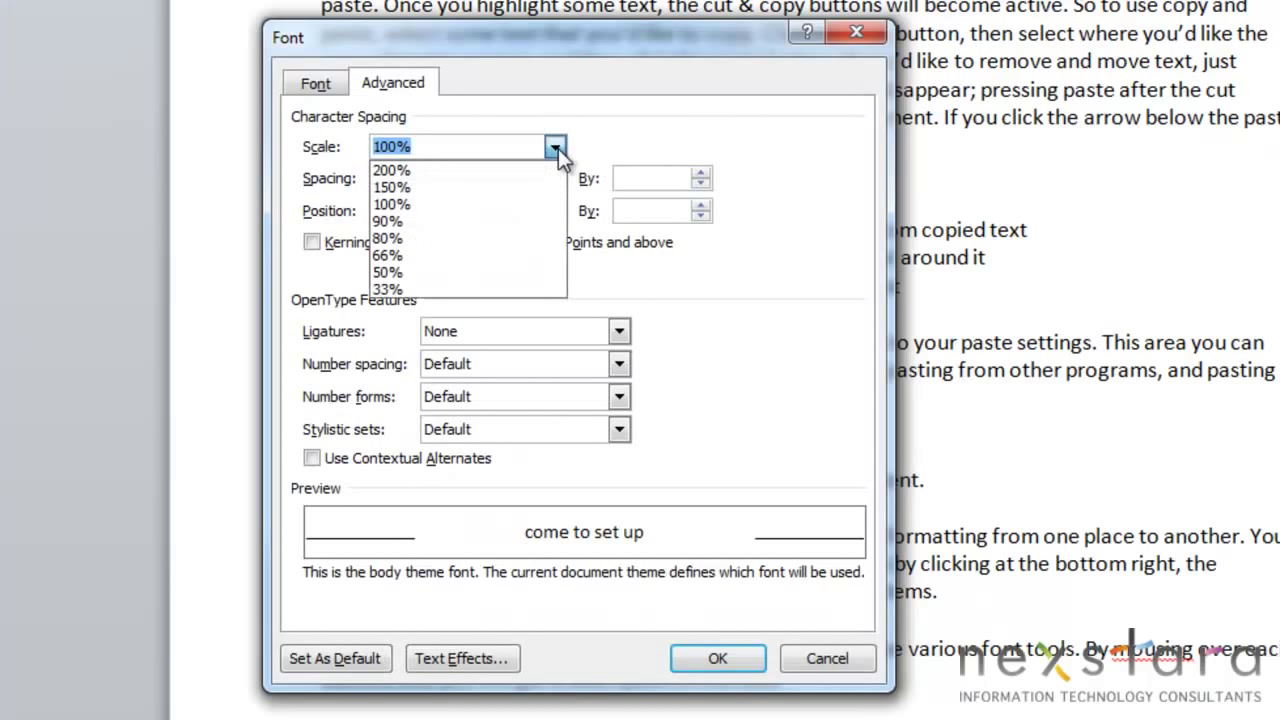 paste. Once you highlight some text, the cut & copy buttons will become active. So to use copy and
Font
button, then select where you'd like the
'd like to remove and move text, just
Font
Advanced
sappear; pressing paste after the cut
Character Spacing
ent. If you click the arrow below the past
Scale:
100%
200%
Spacing:
By:
150%
100%
Position:
By:
90%
m copied text
Kerning
80%
Points and above
66%
around it
50%
33%
OpenType Features
Ligatures:
None
o your paste settings. This area you can
Number spacing:
Default
asting from other programs, and pasting
Number forms:
Default
Stylistic sets:
Default
Use Contextual Alternates
Preview
nt.
come to set up
ormatting from one place to another. You
This is the body theme font. The current document theme defines which font will be used.
by clicking at the bottom right, the
ems.
Set As Default
Text Effects...
OK
Cancel
e various font tools. By mousing over each
nexstara
INFORMATION TECHNOLOGY CONSULTANTS